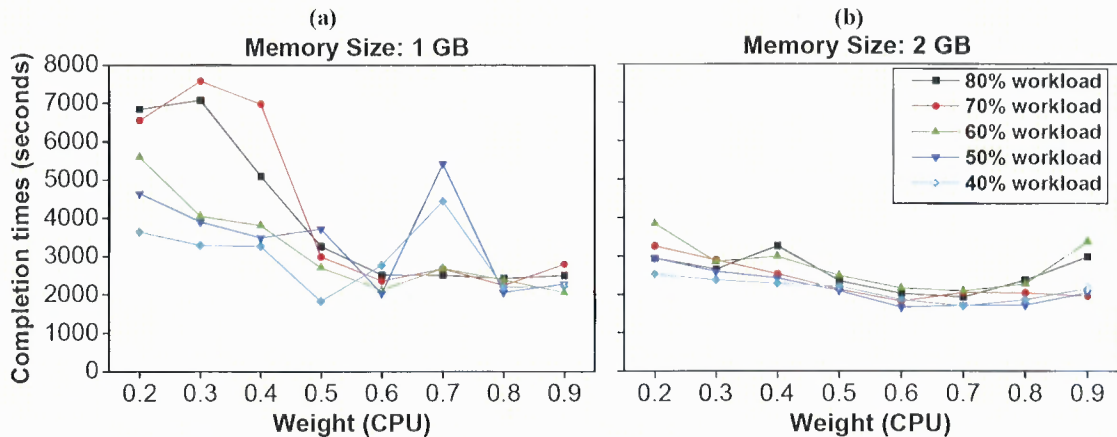 (a)
Memory Size: 1 GB
Completion times (seconds)
8000
7000
6000
5000
4000
3000
2000
1000
0
0.2 0.3 0.4 0.5 0.6 0.7 0.8 0.9
Weight (CPU)
(b)
Memory Size: 2 GB
80% workload
70% workload
60% workload
50% workload
40% workload
0.2 0.3 0.4 0.5 0.6 0.7 0.8 0.9
Weight (CPU)